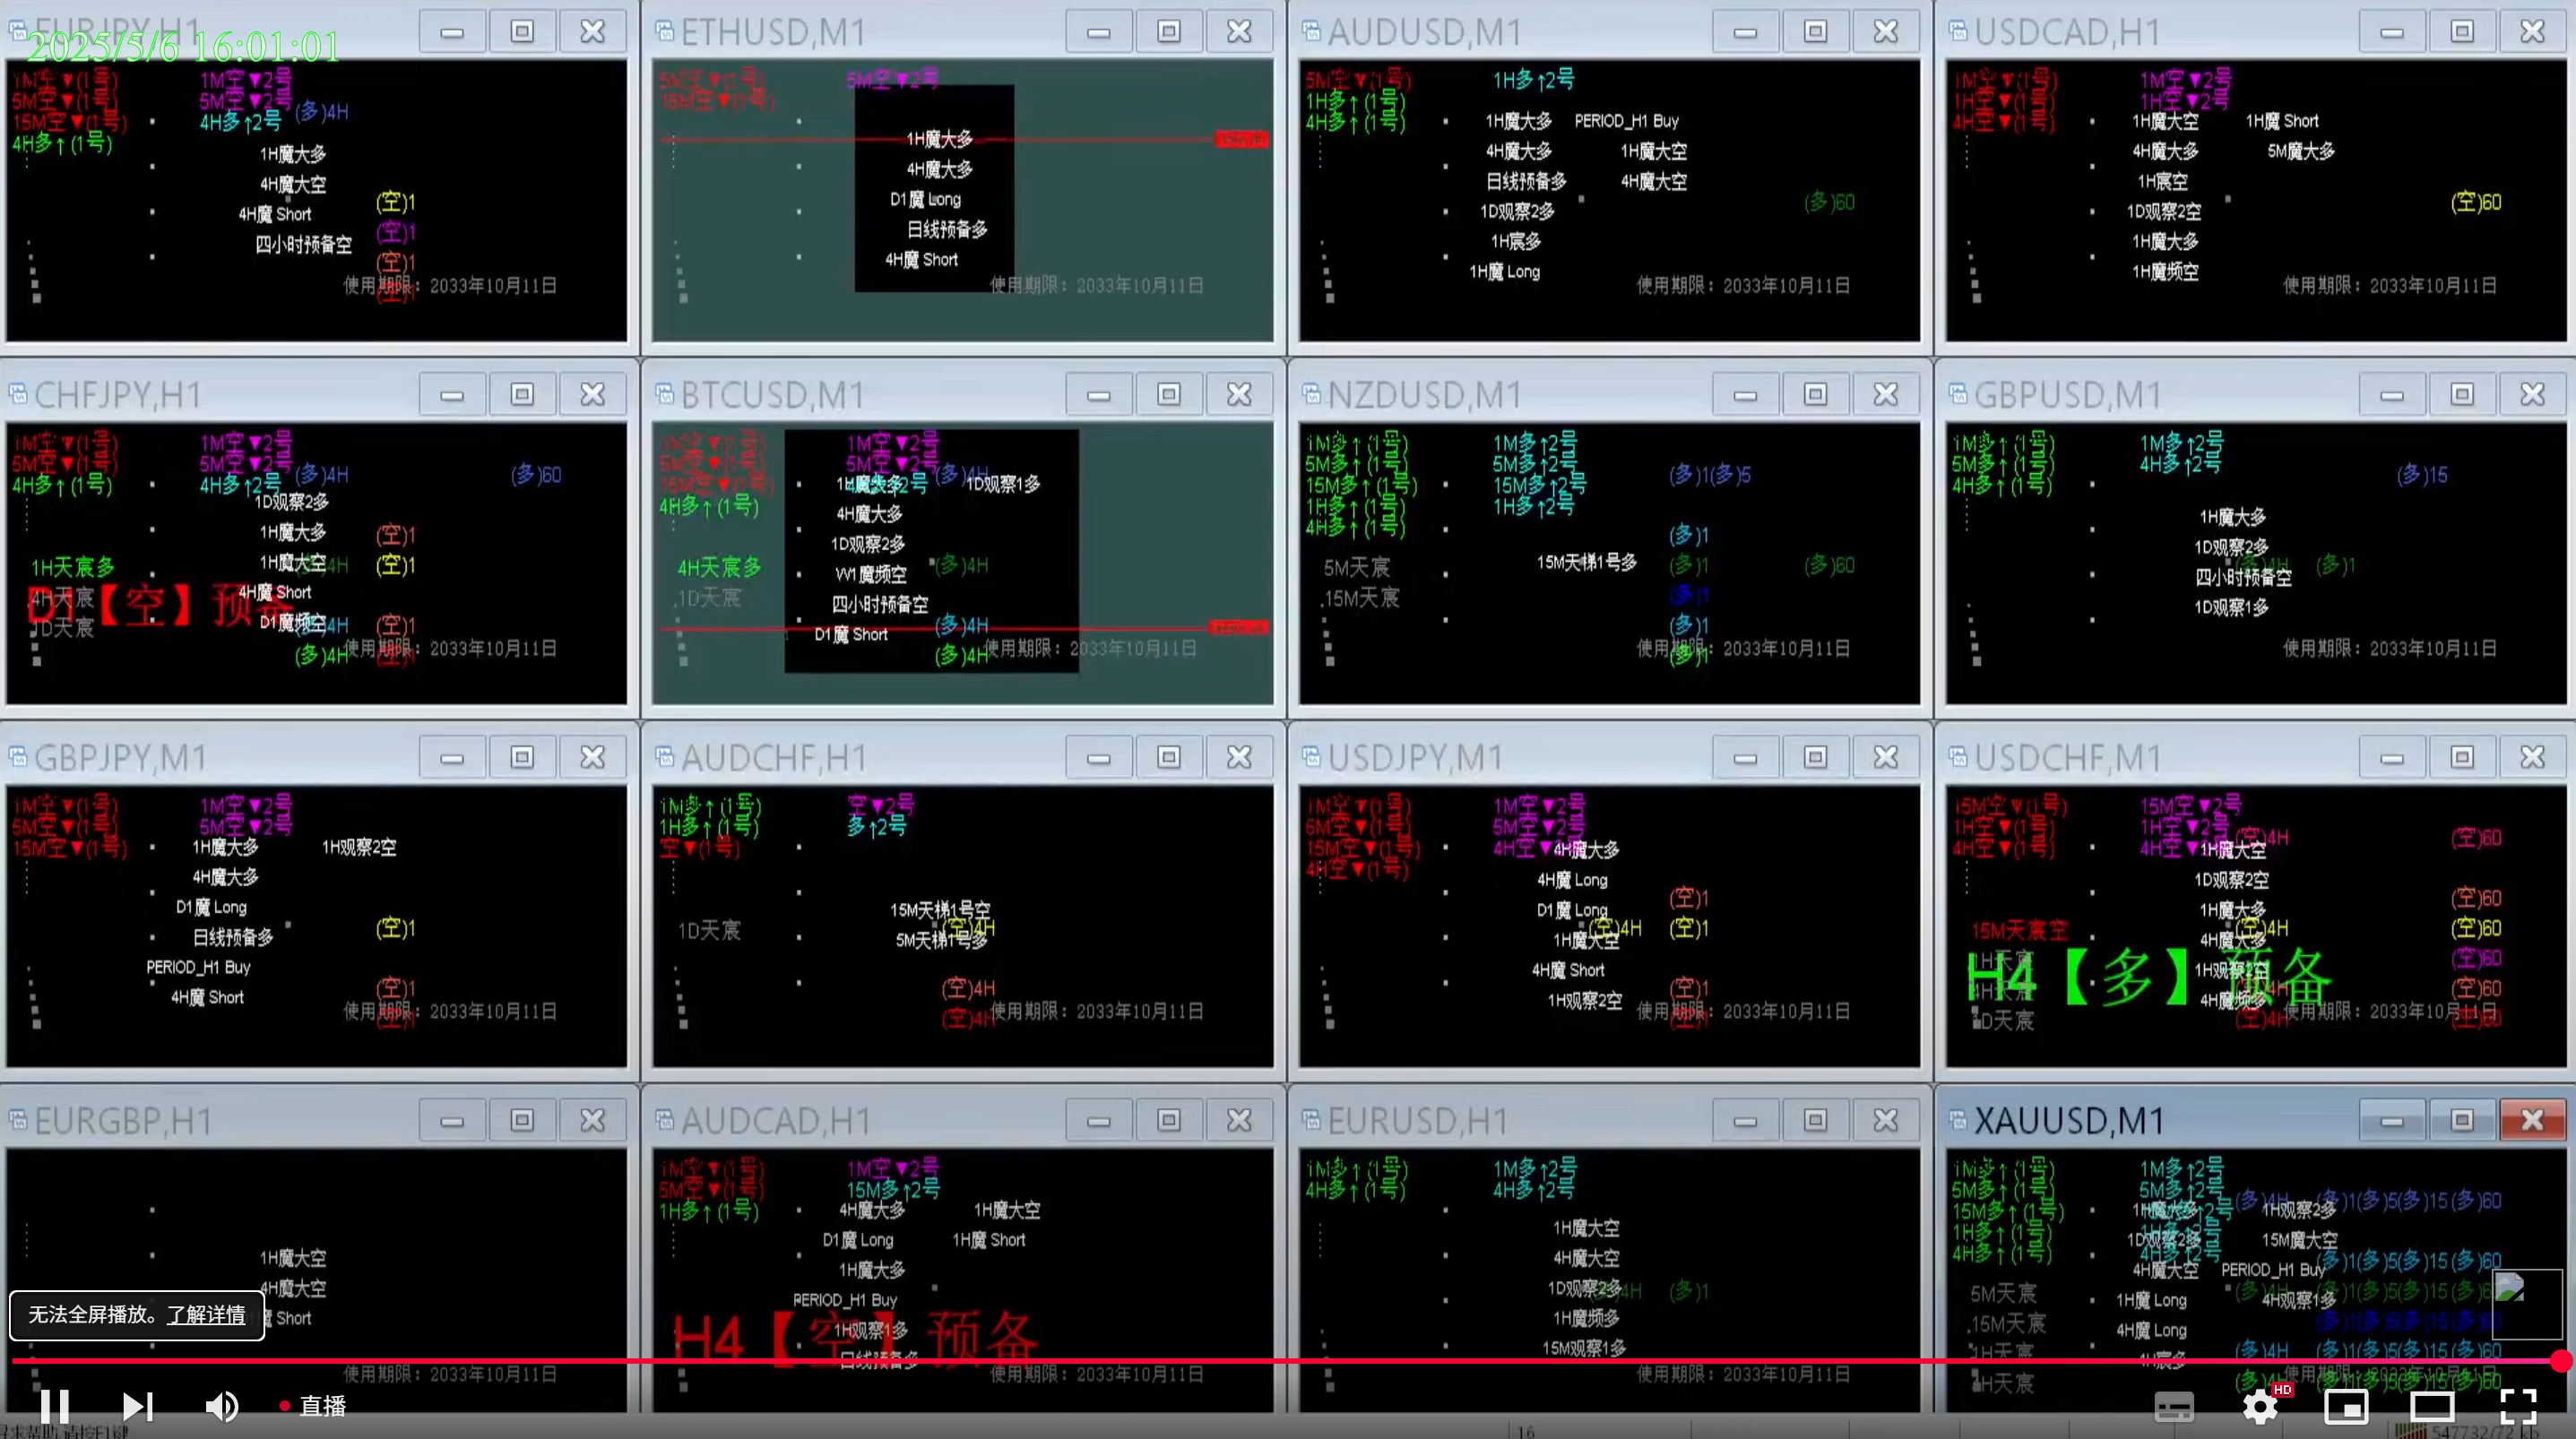 EURJPY,H1
2025/5/6 16:01:01
1M空▼(1号) 1M空▼2号
5M空▼(1号) 5M空▼2号 (多)4H
15M空▼(1号) 4H多↑2号
4H多↑(1号)
1H魔大多
4H魔大空
(空)1
4H魔 Short
(空)1
四小时预备空
(空)1
使用期限：2033年10月11日
ETHUSD,M1
5M空▼(1号) 5M空▼2号
15M空▼(1号)
1H魔大多
4H魔大多
D1魔 Long
日线预备多
4H魔 Short
使用期限：2033年10月11日
AUDUSD,M1
5M空▼(1号) 1H多↑2号
1H多↑(1号)
4H多↑(1号) 1H魔大多 PERIOD_H1 Buy
4H魔大多 1H魔大空
日线预备多 4H魔大空
1D观察2多 (多)60
1H宸多
1H魔 Long
使用期限：2033年10月11日
USDCAD,H1
1M空▼(1号) 1M空▼2号
1H空▼(1号) 1H空▼2号
4H空▼(1号) 1H魔大空 1H魔 Short
4H魔大多 5M魔大多
1H宸空
1D观察2空 (空)60
1H魔大多
1H魔频空
使用期限：2033年10月11日
CHFJPY,H1
1M空▼(1号) 1M空▼2号
5M空▼(1号) 5M空▼2号 (多)4H (多)60
4H多↑(1号) 4H多↑2号
1D观察2多
1H魔大多 (空)1
1H天宸多 1H魔大空 (空)1
4H天宸 4H魔 Short
D1【空】预备
1D天宸 D1魔频空 (多)4H (空)1
(多)4H
使用期限：2033年10月11日
BTCUSD,M1
1M空▼(1号) 1M空▼2号
5M空▼(1号) 5M空▼2号 (多)4H
15M空▼(1号) 1H魔大多 1D观察1多
4H多↑(1号) 4H魔大多
1D观察2多
4H天宸多 W1魔频空 (多)4H
1D天宸 四小时预备空
D1魔 Short (多)4H
(多)4H 使用期限：2033年10月11日
NZDUSD,M1
1M多↑(1号) 1M多↑2号
5M多↑(1号) 5M多↑2号 (多)1(多)5
15M多↑(1号) 15M多↑2号
1H多↑(1号) 1H多↑2号
4H多↑(1号) (多)1
5M天宸 15M天梯1号多 (多)1 (多)60
15M天宸 (多)1
(多)1
使用期限：2033年10月11日
(多)1
GBPUSD,M1
1M多↑(1号) 1M多↑2号
5M多↑(1号) 4H多↑2号 (多)15
4H多↑(1号)
1H魔大多
1D观察2多
(多)4H (多)1
四小时预备空
1D观察1多
使用期限：2033年10月11日
GBPJPY,M1
1M空▼(1号) 1M空▼2号
5M空▼(1号) 5M空▼2号
15M空▼(1号) 1H魔大多 1H观察2空
4H魔大多
D1魔 Long
日线预备多 (空)1
PERIOD_H1 Buy
4H魔 Short (空)1
使用期限：2033年10月11日
AUDCHF,H1
1M多↑(1号) 空▼2号
1H多↑(1号) 多↑2号
空▼(1号)
15M天梯1号空
1D天宸 (空)4H
5M天梯1号多
(空)4H
(空)4H 使用期限：2033年10月11日
USDJPY,M1
1M空▼(1号) 1M空▼2号
5M空▼(1号) 5M空▼2号
15M空▼(1号) 4H空▼2号 4H魔大多
4H空▼(1号) 4H魔 Long
D1魔 Long (空)1
(空)4H (空)1
1H魔大空
4H魔 Short
1H观察2空 (空)1
使用期限：2033年10月11日
USDCHF,M1
15M空▼(1号) 15M空▼2号
1H空▼(1号) 1H空▼2号 (空)4H (空)60
4H空▼(1号) 4H空▼2号 1H魔大空
1D观察2空
1H魔大多 (空)60
15M天宸空 (空)4H (空)60
4H魔大多
1H天宸 1H观察2空 (空)60
H4【多】预备
4H天宸 4H魔频多 (空)4H (空)60
1D天宸 (空)4H (空)60
使用期限：2033年10月11日
EURGBP,H1
1H魔大空
4H魔大空
魔 Short
使用期限：2033年10月11日
AUDCAD,H1
1M空▼(1号) 1M空▼2号
5M空▼(1号) 15M多↑2号
1H多↑(1号) 4H魔大多 1H魔大空
D1魔 Long 1H魔 Short
1H魔大多
PERIOD_H1 Buy
1H观察1多
H4【空】预备
日线预备多
使用期限：2033年10月11日
EURUSD,H1
1M多↑(1号) 1M多↑2号
4H多↑(1号) 4H多↑2号
1H魔大空
4H魔大空
1D观察2多 4H (多)1
1H魔频多
15M观察1多
使用期限：2033年10月11日
XAUUSD,M1
1M多↑(1号) 1M多↑2号
5M多↑(1号) 5M多↑2号 (多)4H (多)1(多)5(多)15(多)60
15M多↑(1号) 1H观察2多
1H多↑(1号) 1D观察2多 15M魔大空
4H多↑(1号) 4H多↑2号 (多)1(多)5(多)15(多)60
4H魔大空 PERIOD_H1 Buy
5M天宸 1H魔 Long 4H观察1多
15M天宸 4H魔 Long
1H天宸 (多)4H (多)1(多)5(多)15(多)60
4H天宸
无法全屏播放。了解详情
直播
HD
寻求帮助,请按F1键
16
547732/72 kb